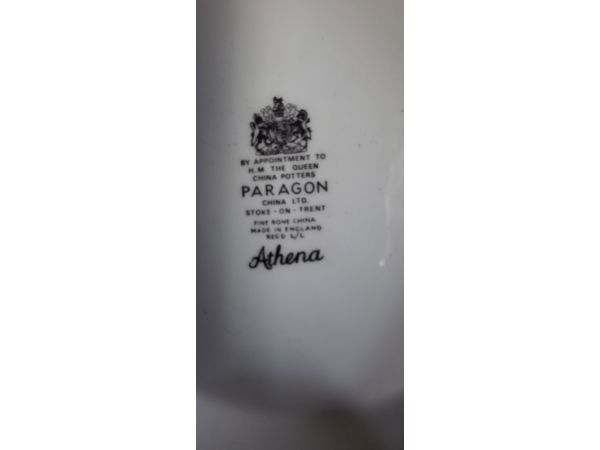 BY APPOINTMENT TO
H.M. THE QUEEN
CHINA POTTERS
PARAGON
CHINA LTD.
STOKE-ON-TRENT
FINE BONE CHINA
MADE IN ENGLAND
REG'D L/L
Athena